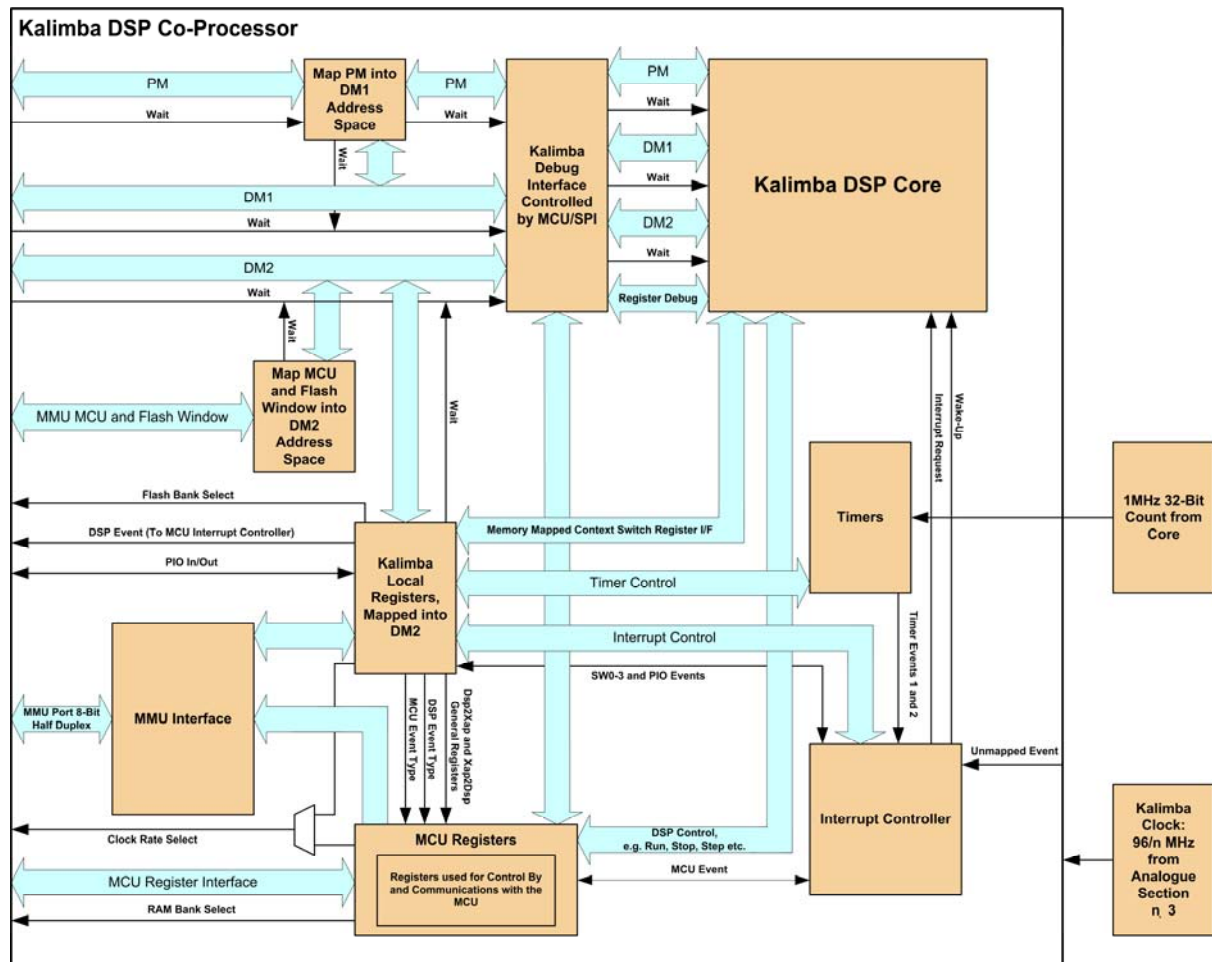 Kalimba DSP Co-Processor
PM
Map PM into
DM1
Address
Space
PM
PM
Wait
Wait
Wait
Wait
Kalimba
Debug
Interface
Controlled
by MCU/SPI
DM1
Wait
Kalimba DSP Core
DM1
Wait
DM2
Wait
DM2
Wait
Register Debug
Wait
Map MCU
and Flash
Window into
DM2
Address
Space
MMU MCU and Flash Window
Wait
Interrupt Request
Wake-Up
Flash Bank Select
DSP Event (To MCU Interrupt Controller)
PIO In/Out
Kalimba
Local
Registers,
Mapped into
DM2
Memory Mapped Context Switch Register I/F
Timers
1MHz 32-Bit
Count from
Core
Timer Control
Interrupt Control
Timer Events 1 and 2
SW0-3 and PIO Events
MMU Port 8-Bit
Half Duplex
MMU Interface
MCU Event Type
DSP Event Type
Dsp2Xap and Xap2Dsp
General Registers
Unmapped Event
Interrupt Controller
Kalimba
Clock:
96/n MHz
from
Analogue
Section
n¸ 3
Clock Rate Select
MCU Registers
DSP Control,
e.g. Run, Stop, Step etc.
Registers used for Control By
and Communications with the
MCU
MCU Event
MCU Register Interface
RAM Bank Select